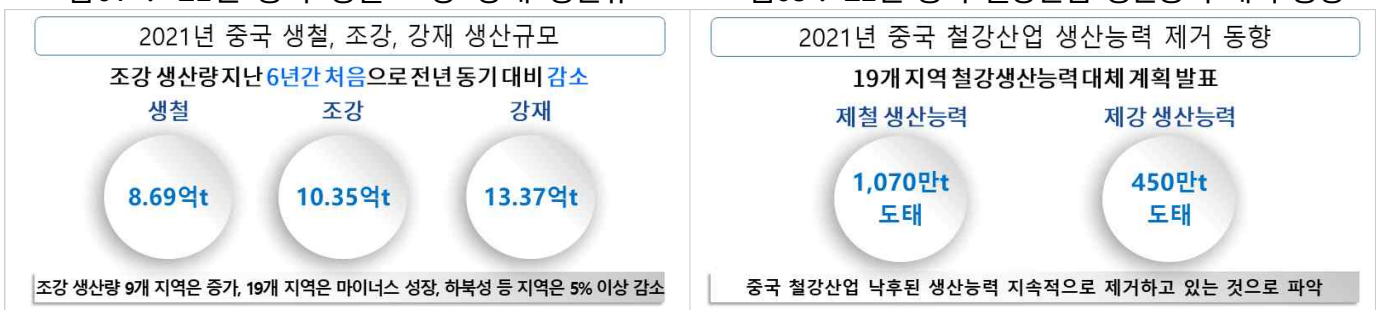 2021년 중국 생철, 조강, 강재 생산규모
조강 생산량 지난 6년간 처음으로 전년 동기 대비 감소
생철 조강 강재
8.69억t 10.35억t 13.37억t
조강 생산량 9개 지역은 증가, 19개 지역은 마이너스 성장, 하북성 등 지역은 5% 이상 감소
2021년 중국 철강산업 생산능력 제거 동향
19개 지역 철강생산능력 대체 계획 발표
제철 생산능력 제강 생산능력
1,070만t 450만t
도태 도태
중국 철강산업 낙후된 생산능력 지속적으로 제거하고 있는 것으로 파악